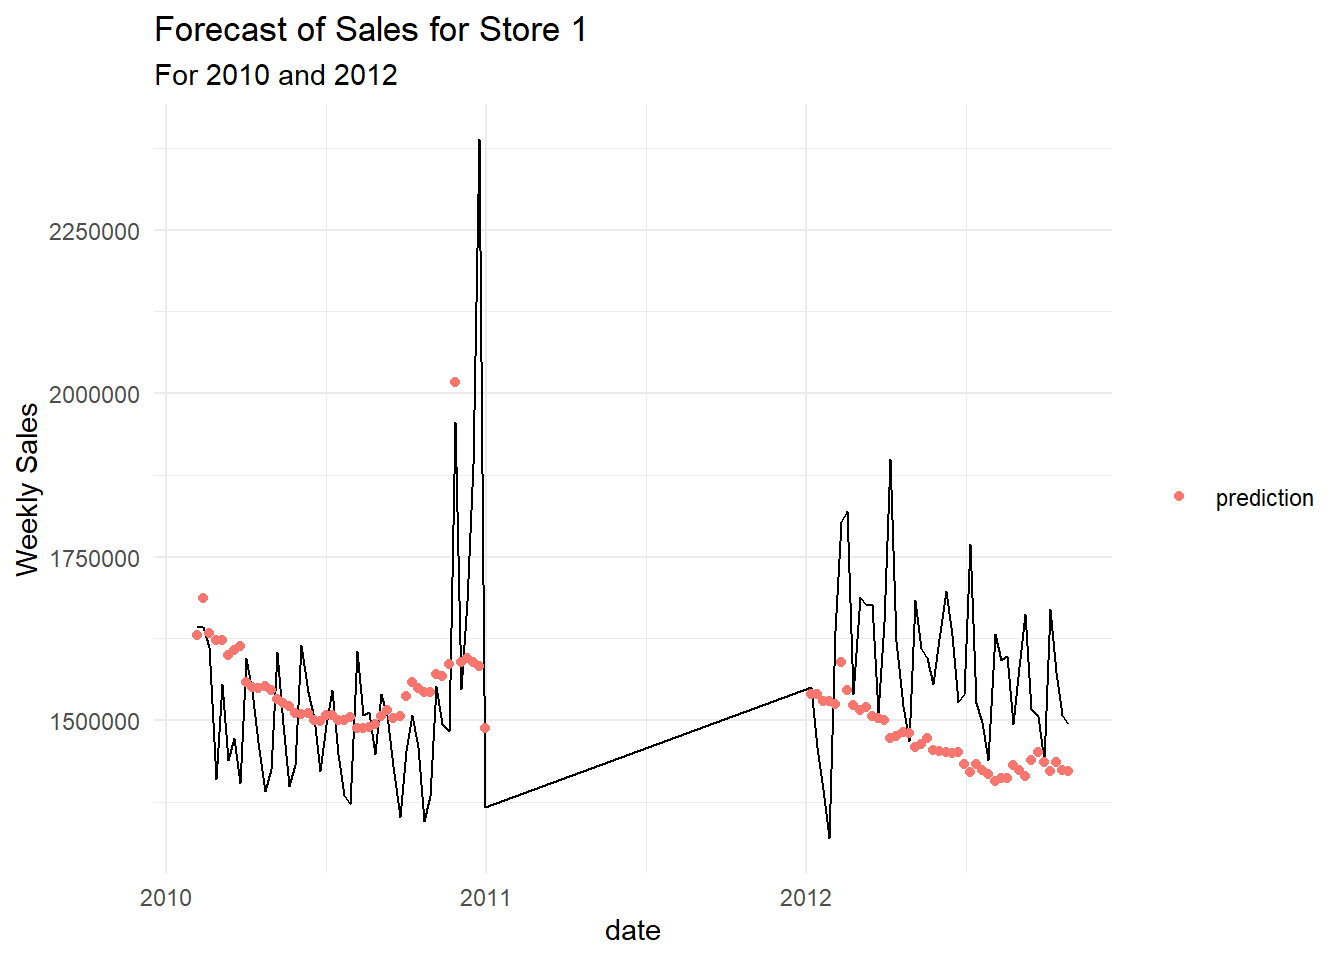 Forecast of Sales for Store 1
For 2010 and 2012
Weekly Sales
2250000
2000000
1750000
1500000
2010
2011
2012
date
prediction